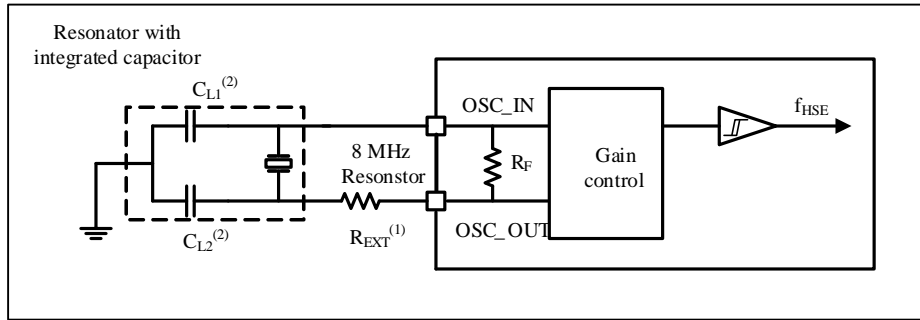 Resonator with
integrated capacitor
C_L1^(2)
OSC_IN
f_HSE
8 MHz
Resonstor
R_F
Gain
control
C_L2^(2)
R_EXT^(1)
OSC_OUT